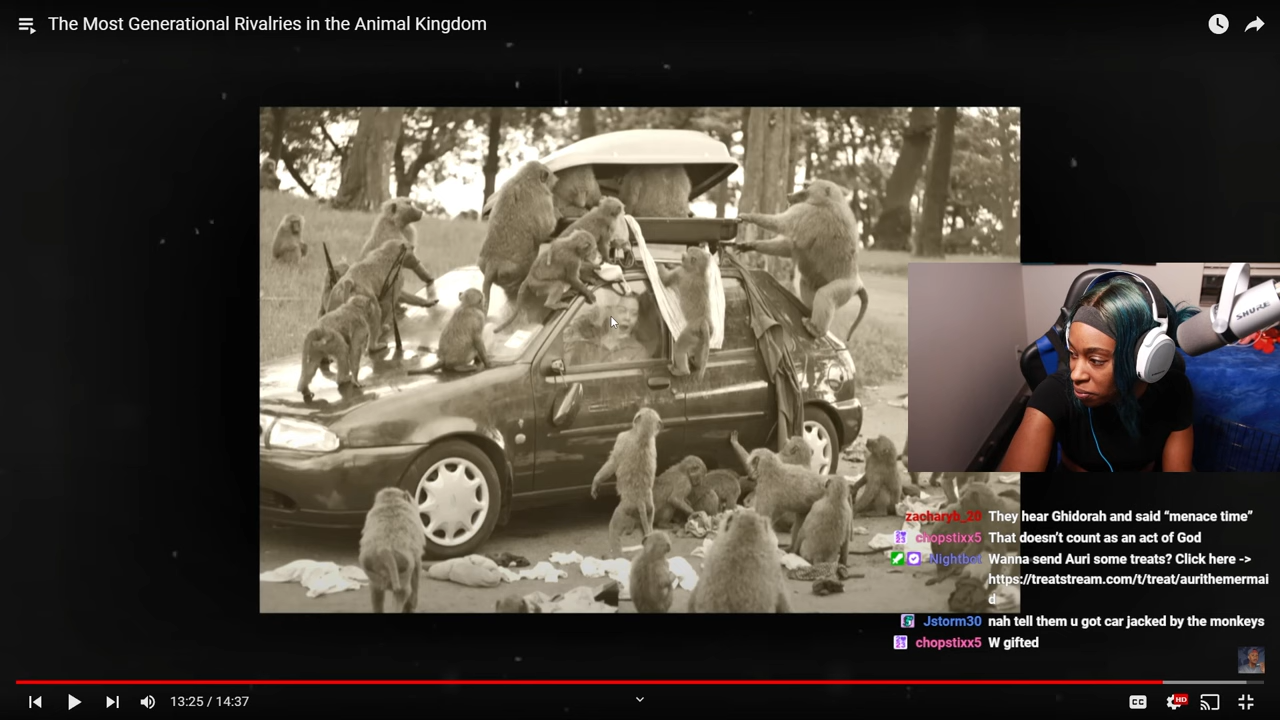 The Most Generational Rivalries in the Animal Kingdom
SHURE
zacharyb_20 They hear Ghidorah and said “menace time”
chopstixx5 That doesn’t count as an act of God
Nightbot Wanna send Auri some treats? Click here ->
https://treatstream.com/t/treat/aurithemermai
d
Jstorm30 nah tell them u got car jacked by the monkeys
chopstixx5 W gifted
13:25 / 14:37
CC
HD